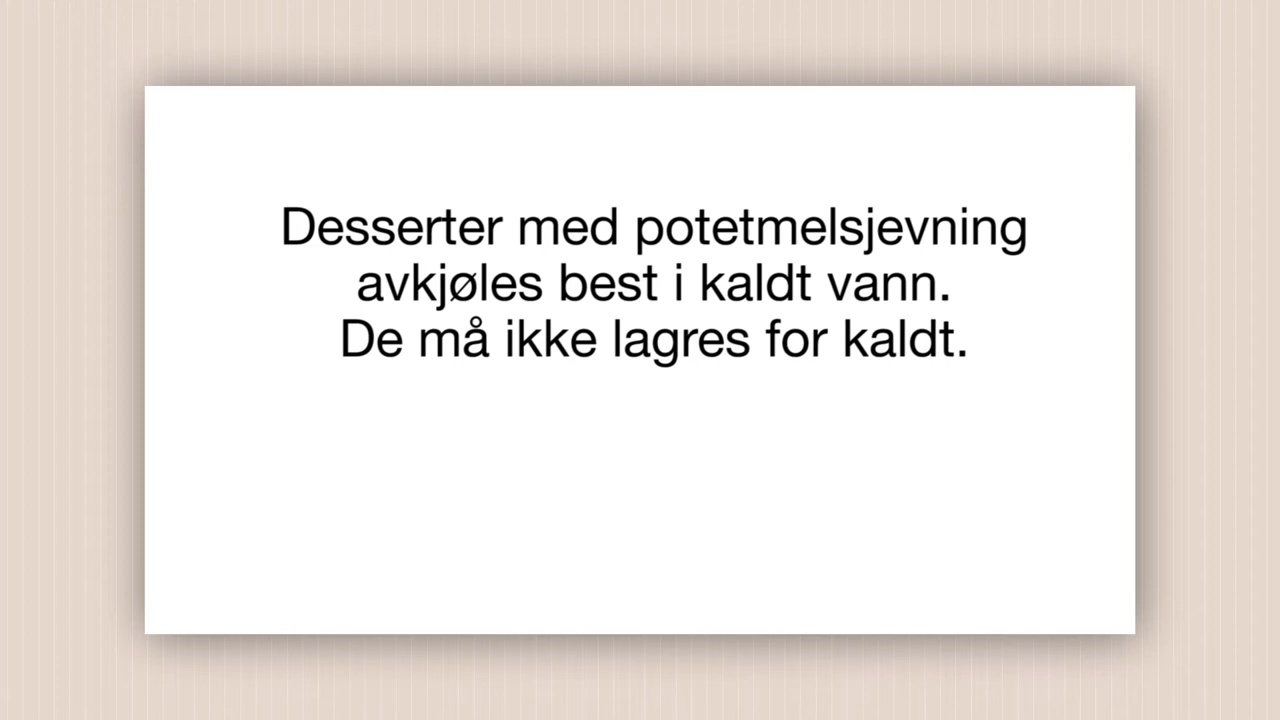 Desserter med potetmelsjevning
avkjøles best i kaldt vann.
De må ikke lagres for kaldt.